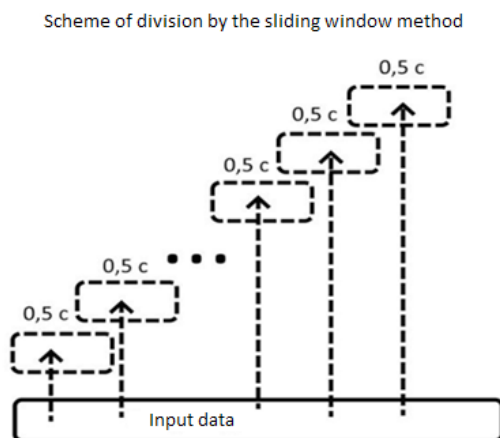 Scheme of division by the sliding window method
0,5 c
0,5 c
0,5 c
0,5 c
0,5 c
Input data